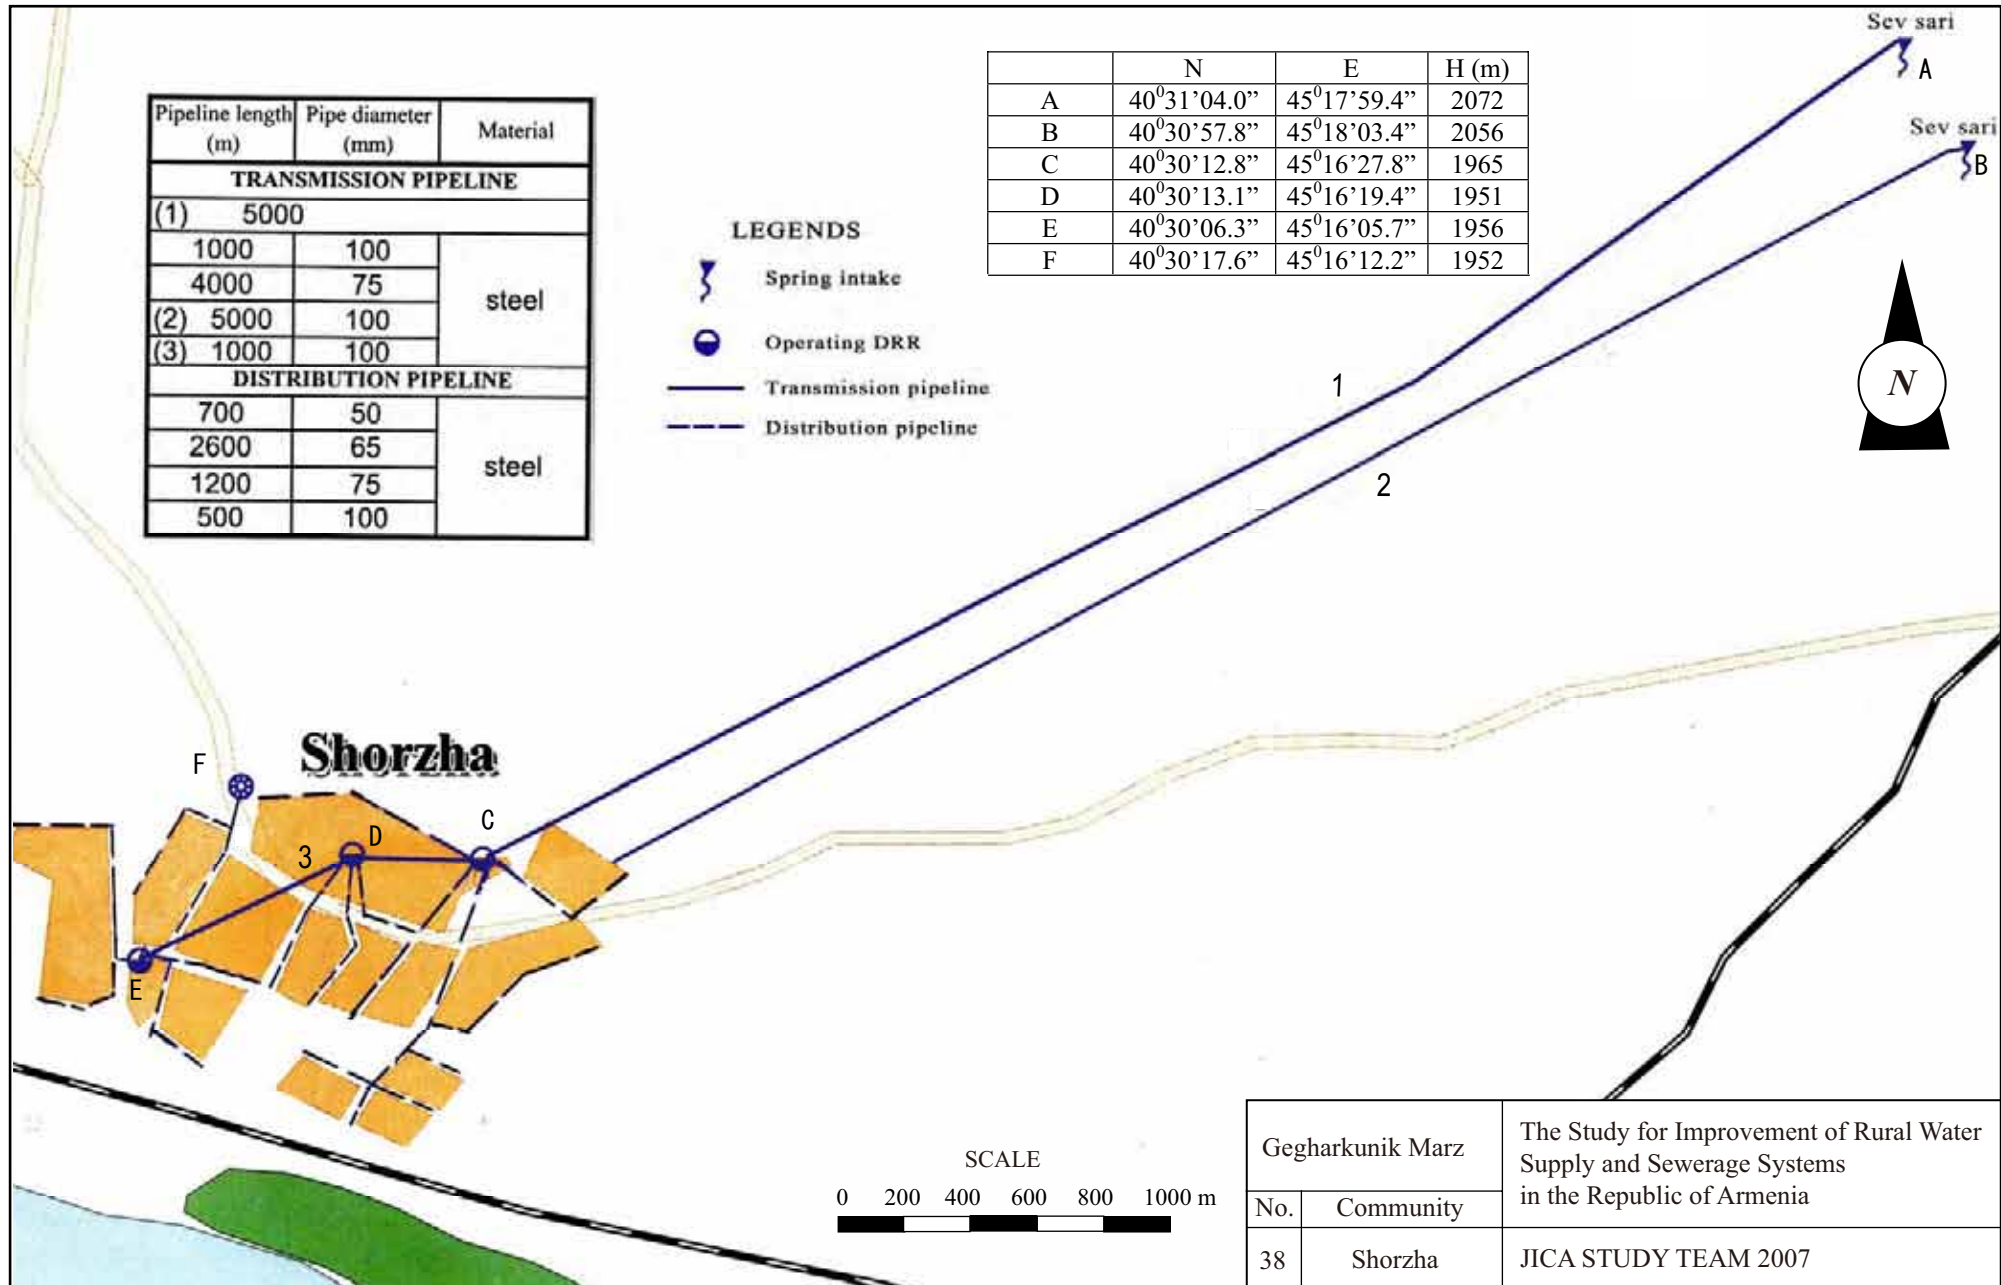 Sev sari
A
Sev sari
B
N E H (m)
A 40⁰31’04.0” 45⁰17’59.4” 2072
B 40⁰30’57.8” 45⁰18’03.4” 2056
C 40⁰30’12.8” 45⁰16’27.8” 1965
D 40⁰30’13.1” 45⁰16’19.4” 1951
E 40⁰30’06.3” 45⁰16’05.7” 1956
F 40⁰30’17.6” 45⁰16’12.2” 1952
Pipeline length Pipe diameter Material
(m) (mm)
TRANSMISSION PIPELINE
(1) 5000
1000 100
4000 75
steel
(2) 5000 100
(3) 1000 100
DISTRIBUTION PIPELINE
700 50
2600 65
steel
1200 75
500 100
LEGENDS
Spring intake
Operating DRR
Transmission pipeline
Distribution pipeline
N
1
2
Shorzha
F
D
C
3
E
SCALE
0 200 400 600 800 1000 m
Gegharkunik Marz
The Study for Improvement of Rural Water
Supply and Sewerage Systems
in the Republic of Armenia
No. Community
38 Shorzha JICA STUDY TEAM 2007